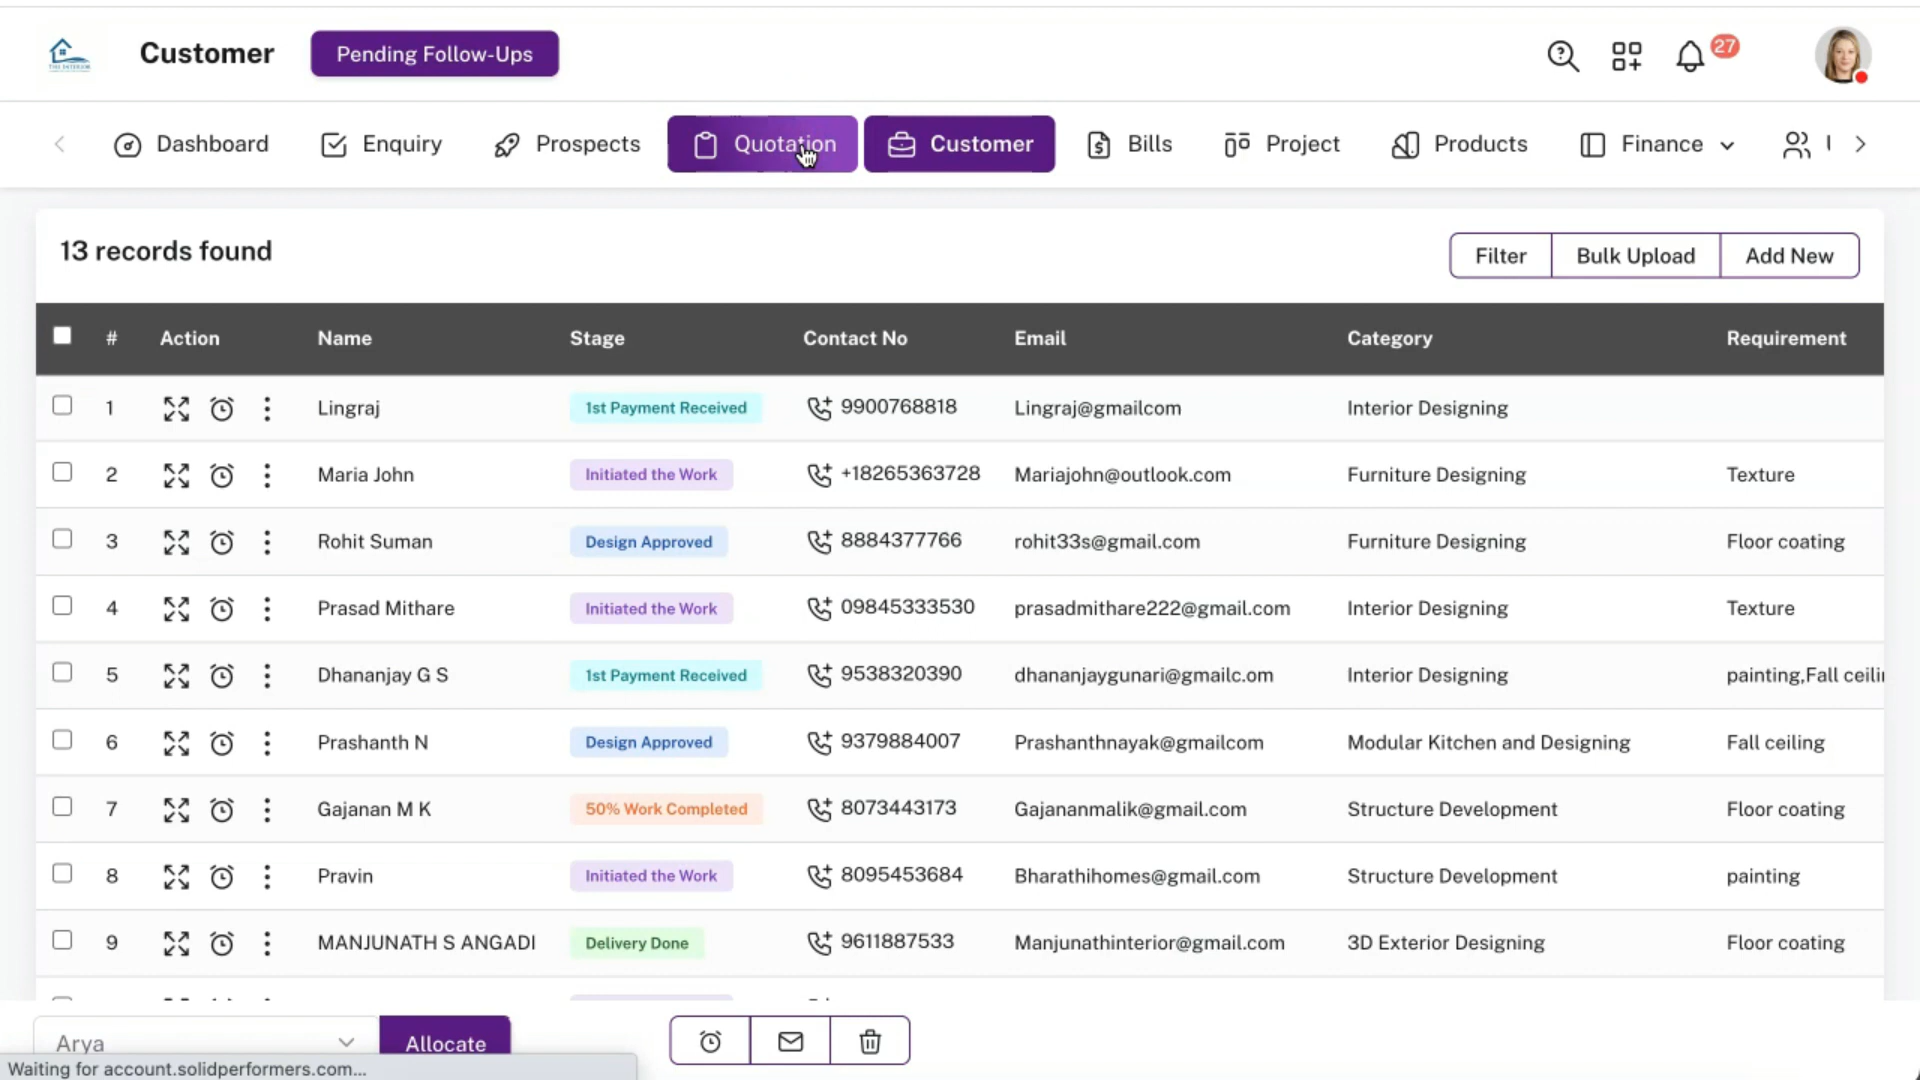 Customer
Pending Follow-Ups
27
Dashboard
Enquiry
Prospects
Quotation
Customer
Bills
Project
Products
Finance
13 records found
Filter
Bulk Upload
Add New
# Action Name Stage Contact No Email Category Requirement
1 Lingraj 1st Payment Received 9900768818 Lingraj@gmailcom Interior Designing
2 Maria John Initiated the Work +18265363728 Mariajohn@outlook.com Furniture Designing Texture
3 Rohit Suman Design Approved 8884377766 rohit33s@gmail.com Furniture Designing Floor coating
4 Prasad Mithare Initiated the Work 09845333530 prasadmithare222@gmail.com Interior Designing Texture
5 Dhananjay G S 1st Payment Received 9538320390 dhananjaygunari@gmailc.om Interior Designing painting,Fall ceili
6 Prashanth N Design Approved 9379884007 Prashanthnayak@gmailcom Modular Kitchen and Designing Fall ceiling
7 Gajanan M K 50% Work Completed 8073443173 Gajananmalik@gmail.com Structure Development Floor coating
8 Pravin Initiated the Work 8095453684 Bharathihomes@gmail.com Structure Development painting
9 MANJUNATH S ANGADI Delivery Done 9611887533 Manjunathinterior@gmail.com 3D Exterior Designing Floor coating
Arya
Allocate
Waiting for account.solidperformers.com...